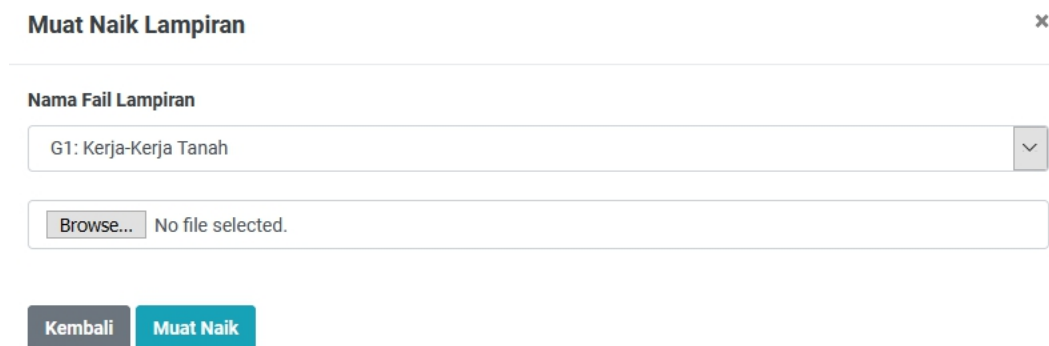 Muat Naik Lampiran
×
Nama Fail Lampiran
G1: Kerja-Kerja Tanah
Browse... No file selected.
Kembali Muat Naik